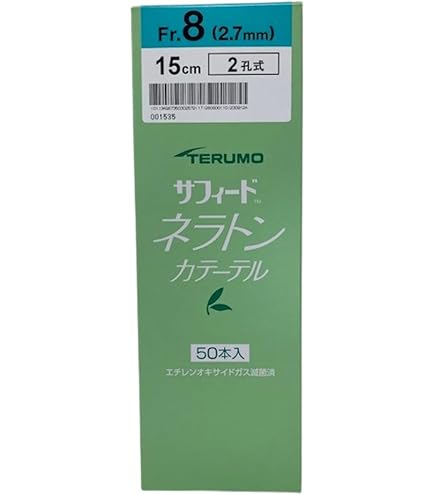 Fr.8 (2.7mm)
15cm 2孔式
001535
TERUMO
サフィード™
ネラトン
カテーテル
50本入
エチレンオキサイドガス滅菌済